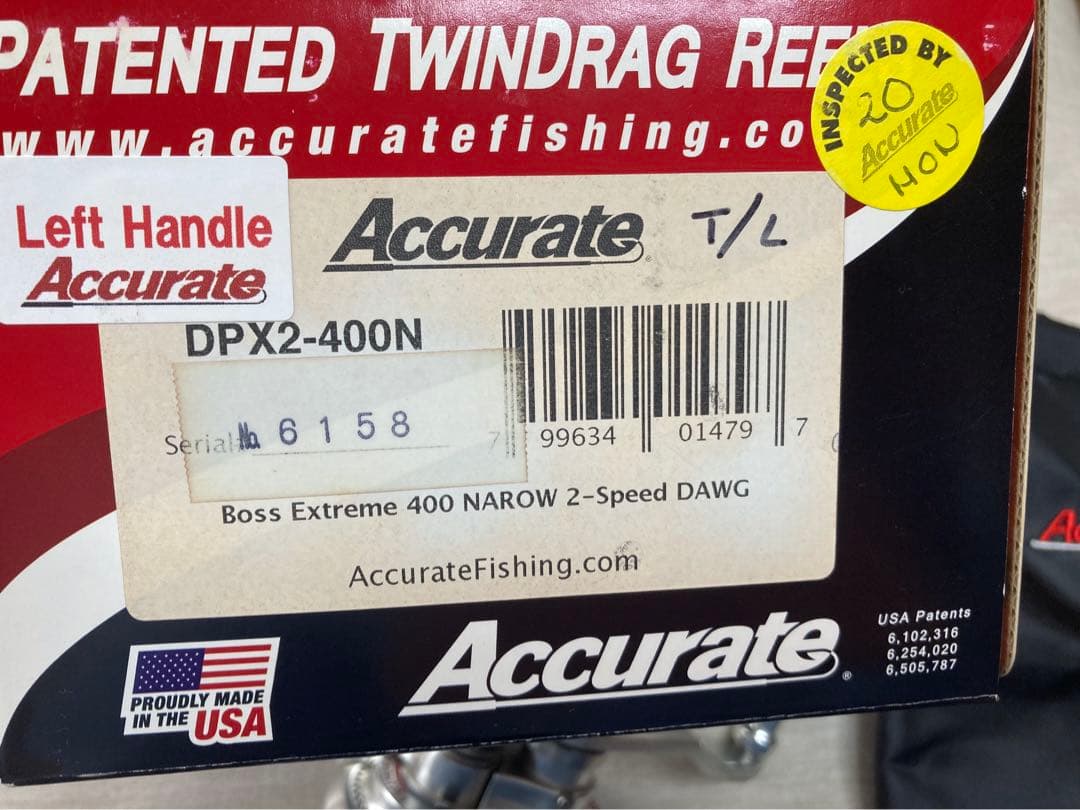 PATENTED TWINDRAG REE
www.accuratefishing.co
INSPECTED BY
20
Accurate
MON
Left Handle
Accurate
Accurate
T/L
DPX2-400N
Serial No. 6158
7 99634 01479 7
Boss Extreme 400 NAROW 2-Speed DAWG
AccurateFishing.com
PROUDLY MADE
IN THE USA
Accurate®
USA Patents
6,102,316
6,254,020
6,505,787